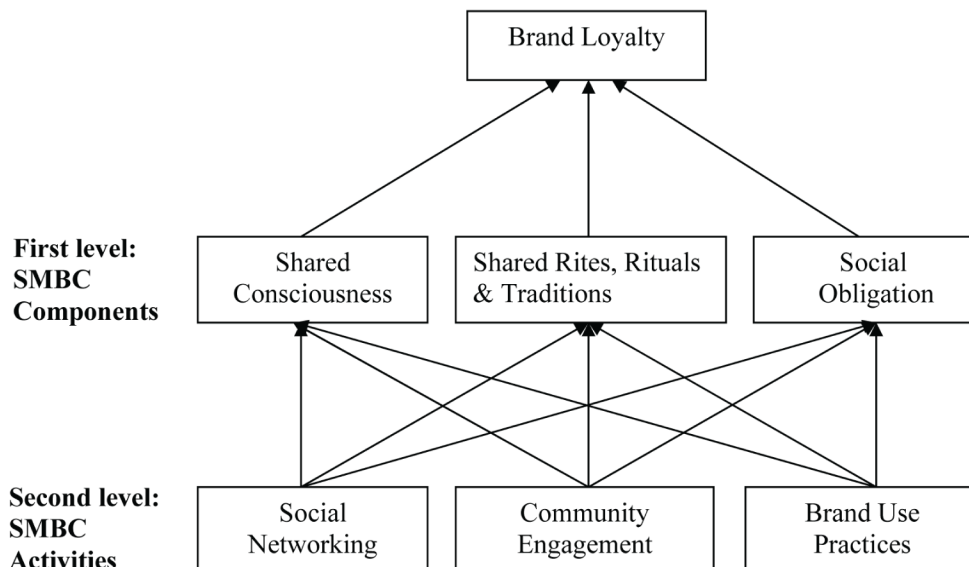 Brand Loyalty
First level:
SMBC
Components
Shared
Consciousness
Shared Rites, Rituals
& Traditions
Social
Obligation
Second level:
SMBC
Activities
Social
Networking
Community
Engagement
Brand Use
Practices